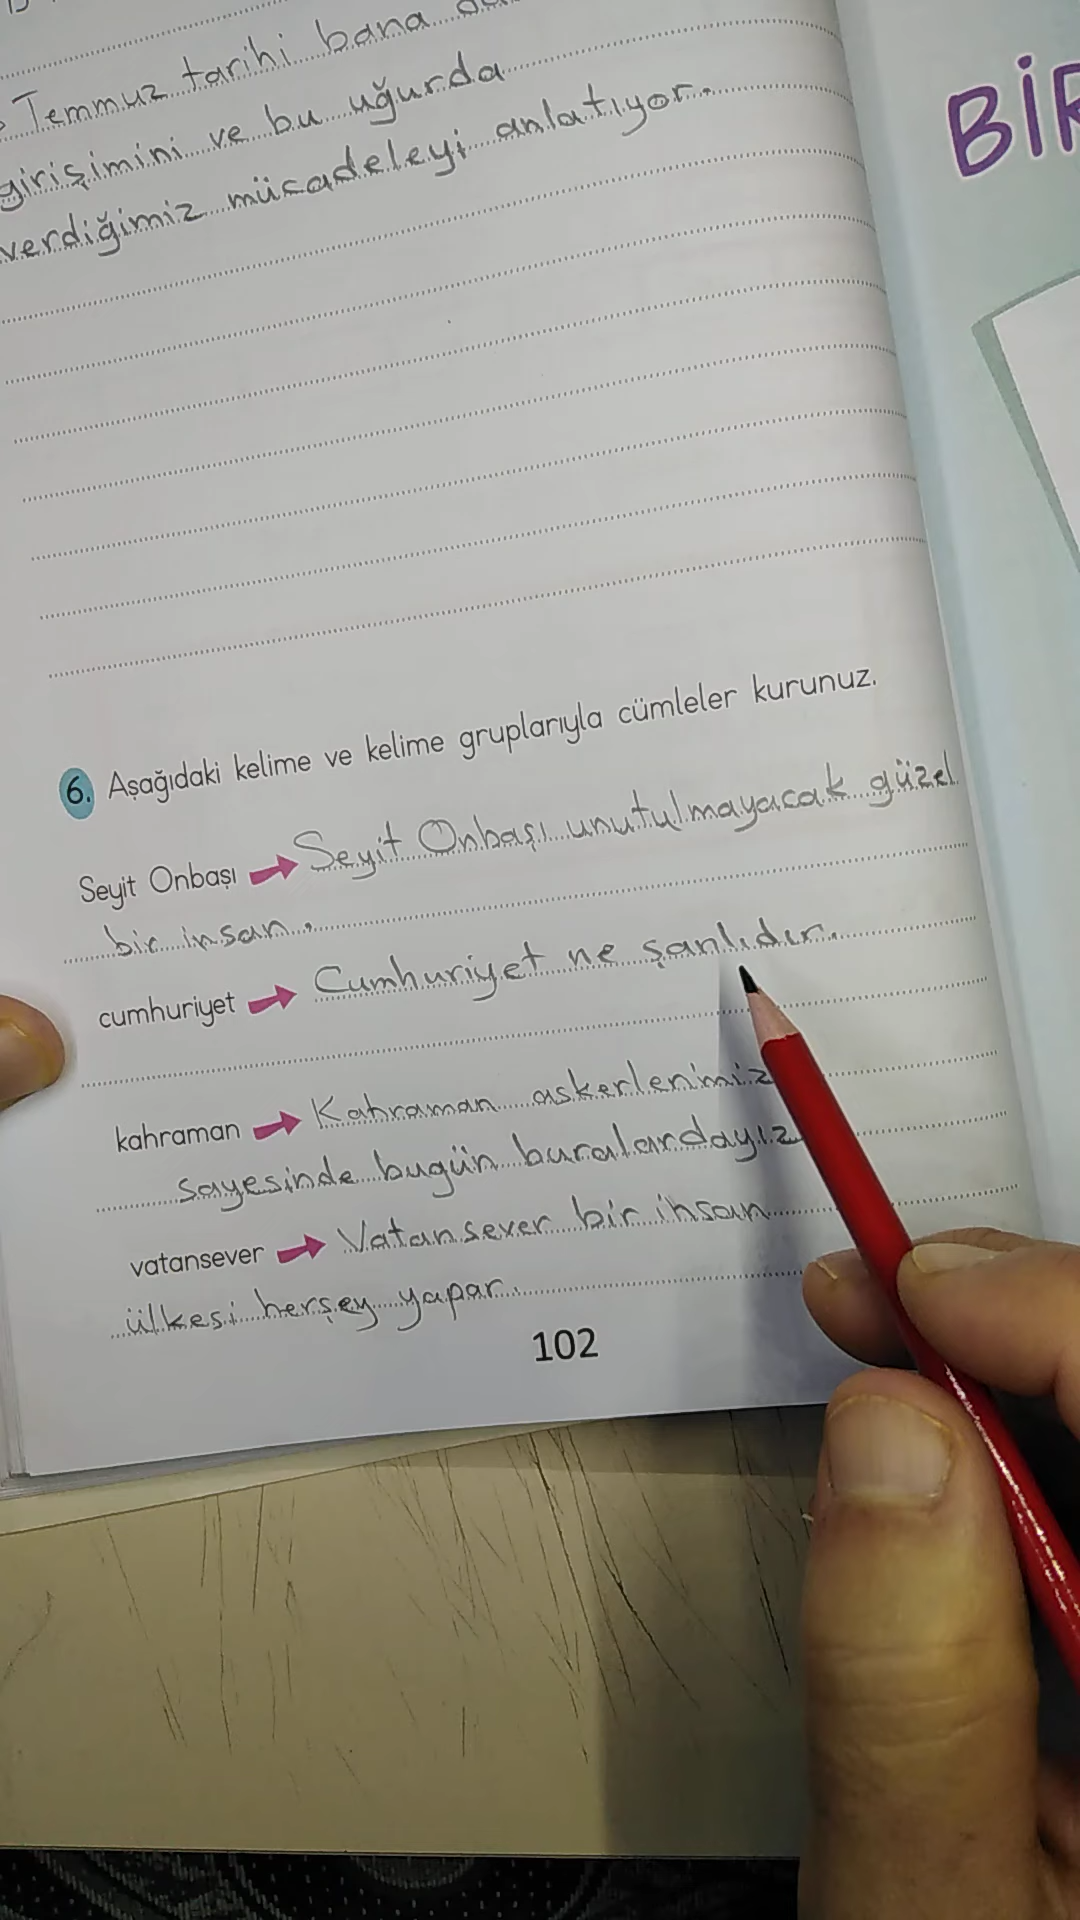 Temmuz tarihi bana
girişimini ve bu uğurda
verdiğimiz mücadeleyi anlatıyor.
BİR
6. Aşağıdaki kelime ve kelime gruplarıyla cümleler kurunuz.
Seyit Onbaşı Seyit Onbaşı unutulmayacak güzel
bir insan.
cumhuriyet Cumhuriyet ne şanlıdır.
kahraman Kahraman askerlerimiz
sayesinde bugün buralardayız
vatansever Vatansever bir insan
ülkesi herşey yapar.
102